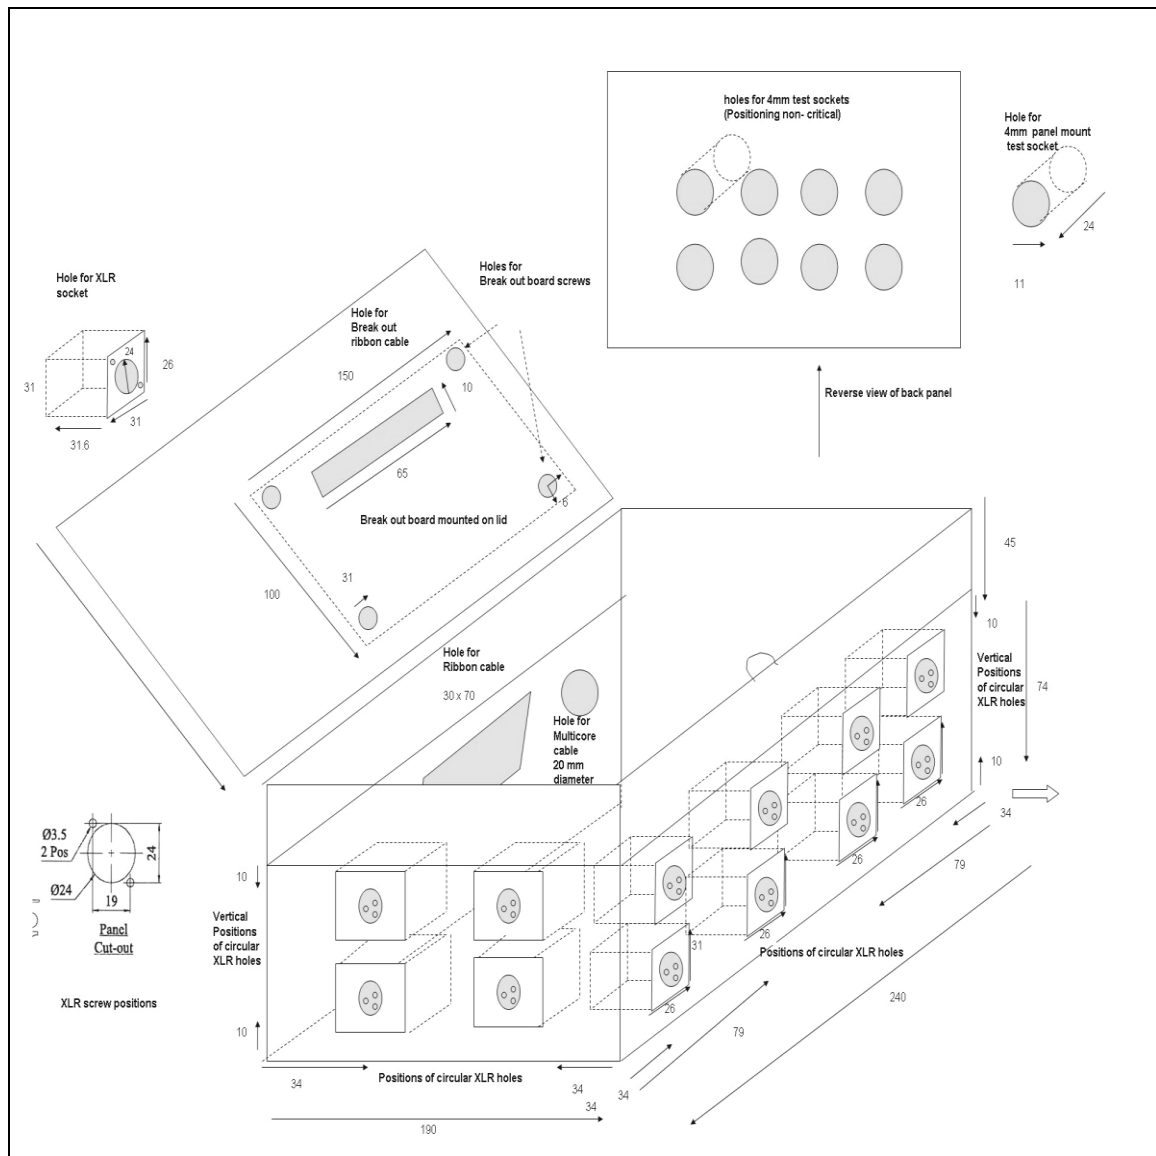 holes for 4mm test sockets
(Positioning non- critical)
Hole for
4mm panel mount
test socket
24
11
Hole for XLR
socket
24
26
31
31
31.6
Holes for
Break out board screws
Hole for
Break out
ribbon cable
150
10
65
6
Break out board mounted on lid
31
100
Reverse view of back panel
45
10
Vertical
Positions
of circular
XLR holes
74
10
Hole for
Ribbon cable
30 x 70
Hole for
Multicore
cable
20 mm
diameter
26
34
26
79
26
31
26
Positions of circular XLR holes
240
79
Ø3.5
2 Pos
24
Ø24
19
Panel
Cut-out
XLR screw positions
10
Vertical
Positions
of circular
XLR holes
10
34
Positions of circular XLR holes
34
34
34
190